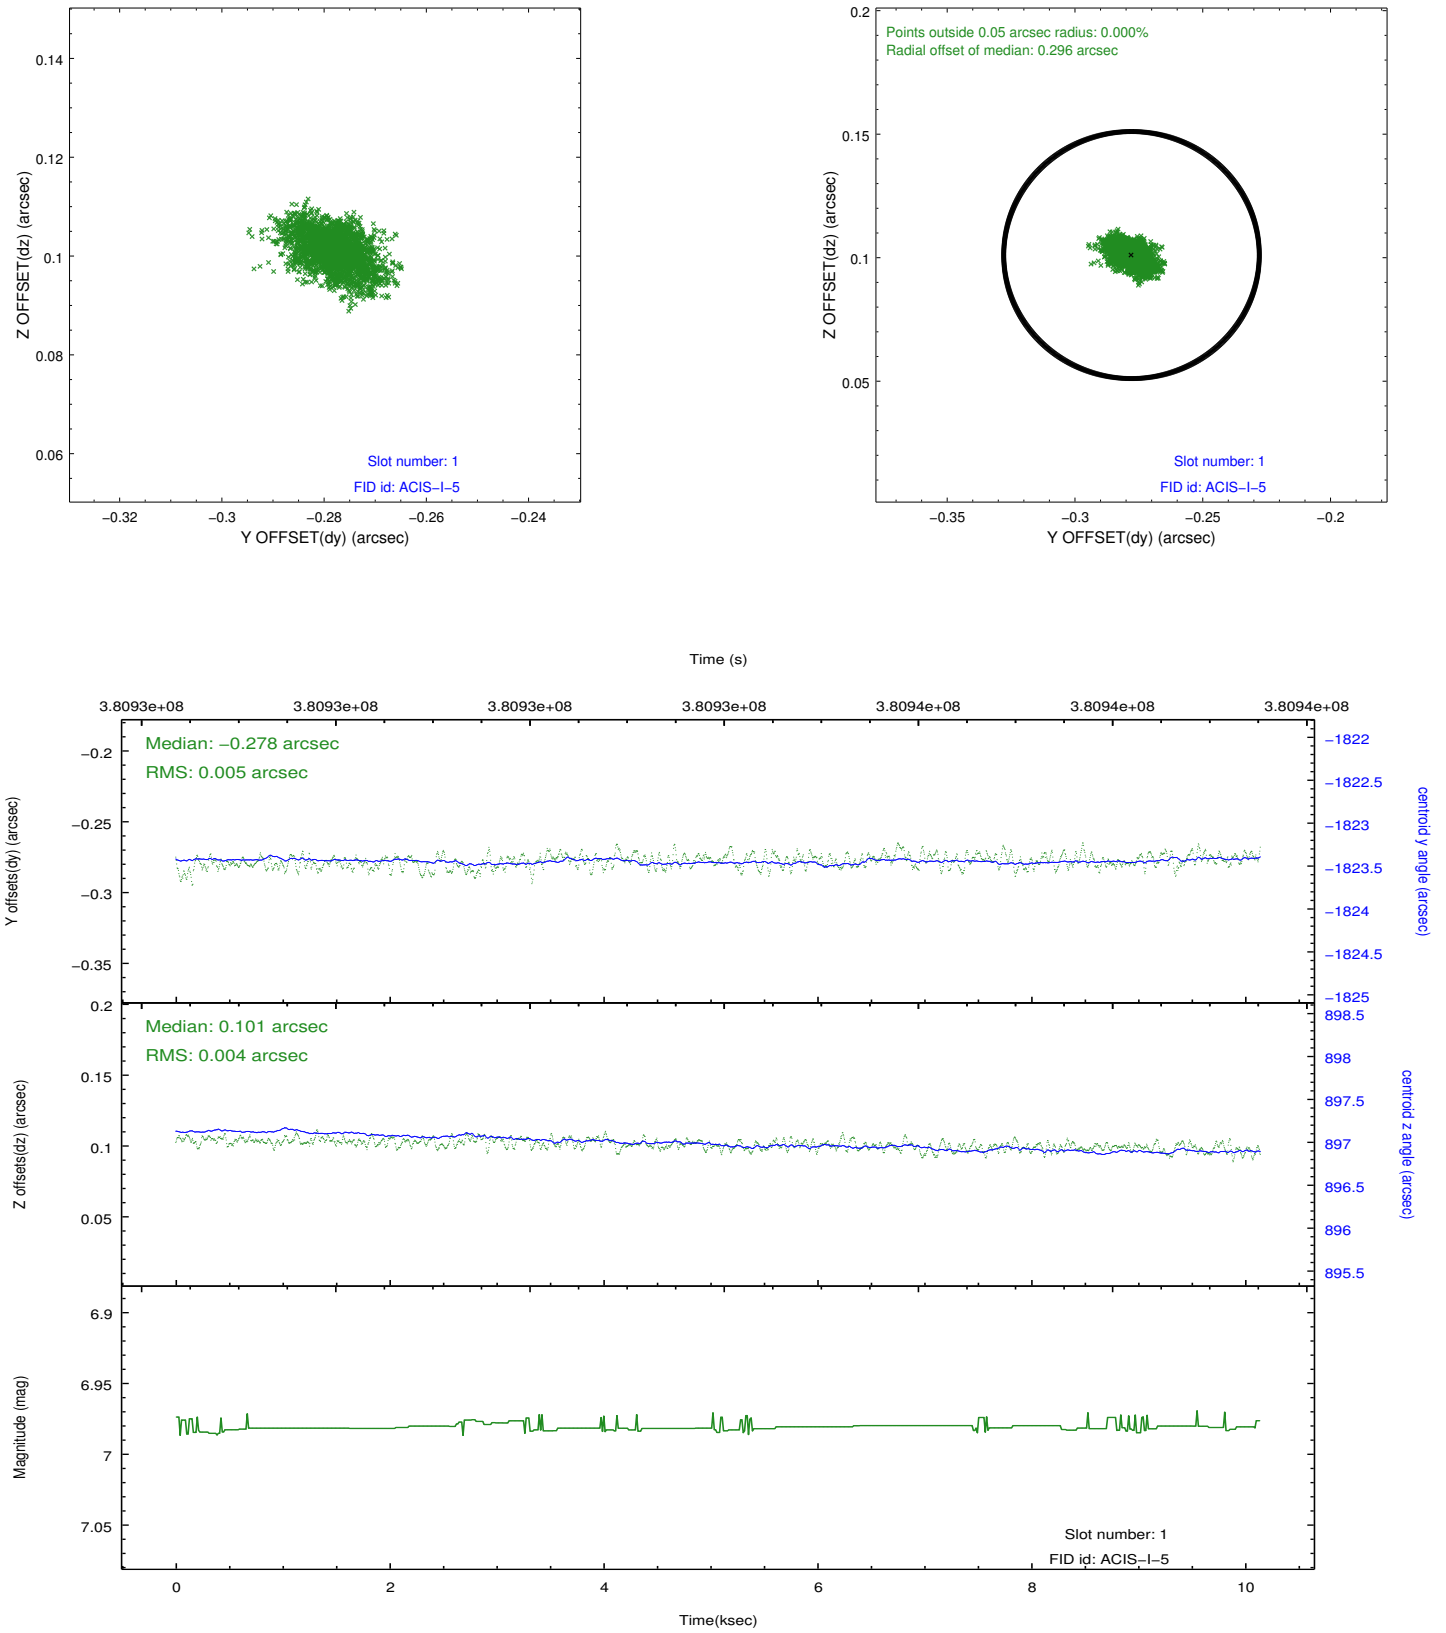 0.14
0.12
0.1
0.08
0.06
Z OFFSET(dz) (arcsec)
Slot number: 1
FID id: ACIS−I−5
−0.32
−0.3
−0.28
−0.26
−0.24
Y OFFSET(dy) (arcsec)
0.2
0.15
0.1
0.05
Z OFFSET(dz) (arcsec)
Points outside 0.05 arcsec radius: 0.000%
Radial offset of median: 0.296 arcsec
Slot number: 1
FID id: ACIS−I−5
−0.35
−0.3
−0.25
−0.2
Y OFFSET(dy) (arcsec)
Time (s)
3.8093e+08
3.8093e+08
3.8093e+08
3.8093e+08
3.8094e+08
3.8094e+08
3.8094e+08
Median: −0.278 arcsec
RMS: 0.005 arcsec
−0.2
−0.25
−0.3
−0.35
Y offsets(dy) (arcsec)
−1822
−1822.5
−1823
−1823.5
−1824
−1824.5
−1825
centroid y angle (arcsec)
Median: 0.101 arcsec
RMS: 0.004 arcsec
0.2
0.15
0.1
0.05
Z offsets(dz) (arcsec)
898.5
898
897.5
897
896.5
896
895.5
centroid z angle (arcsec)
6.9
6.95
7
7.05
Magnitude (mag)
Slot number: 1
FID id: ACIS−I−5
0
2
4
6
8
10
Time(ksec)